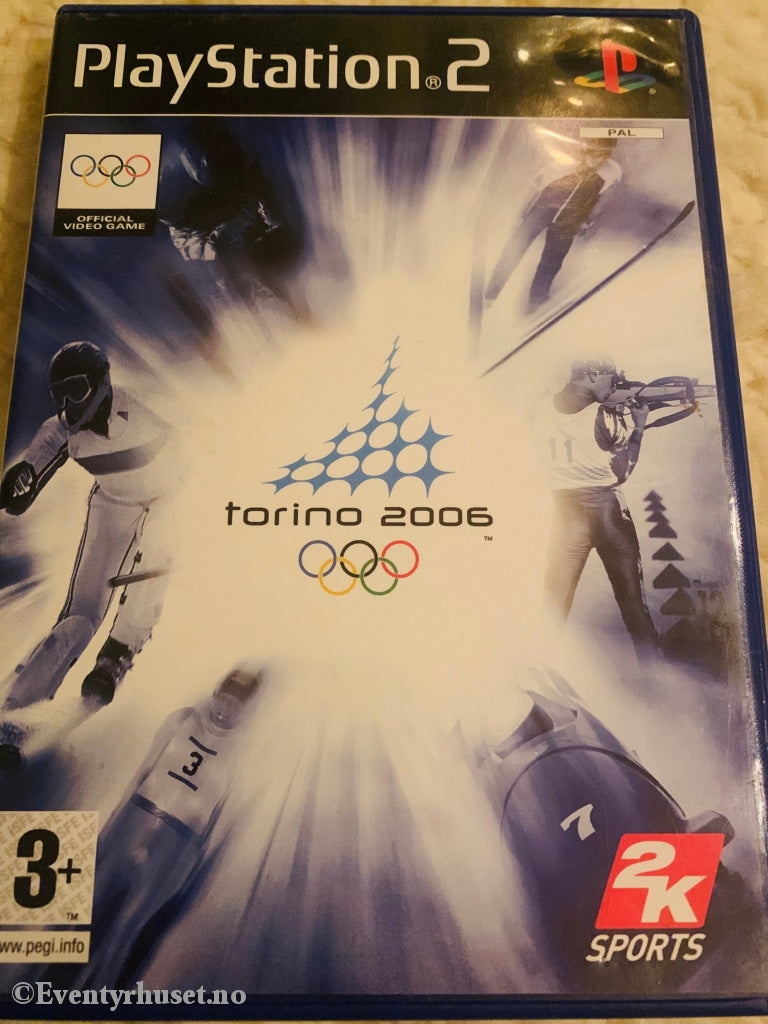 PlayStation®2
PAL
OFFICIAL
VIDEO GAME
11
torino 2006
™
3
7
3+
™
www.pegi.info
2K
SPORTS
©Eventyrhuset.no